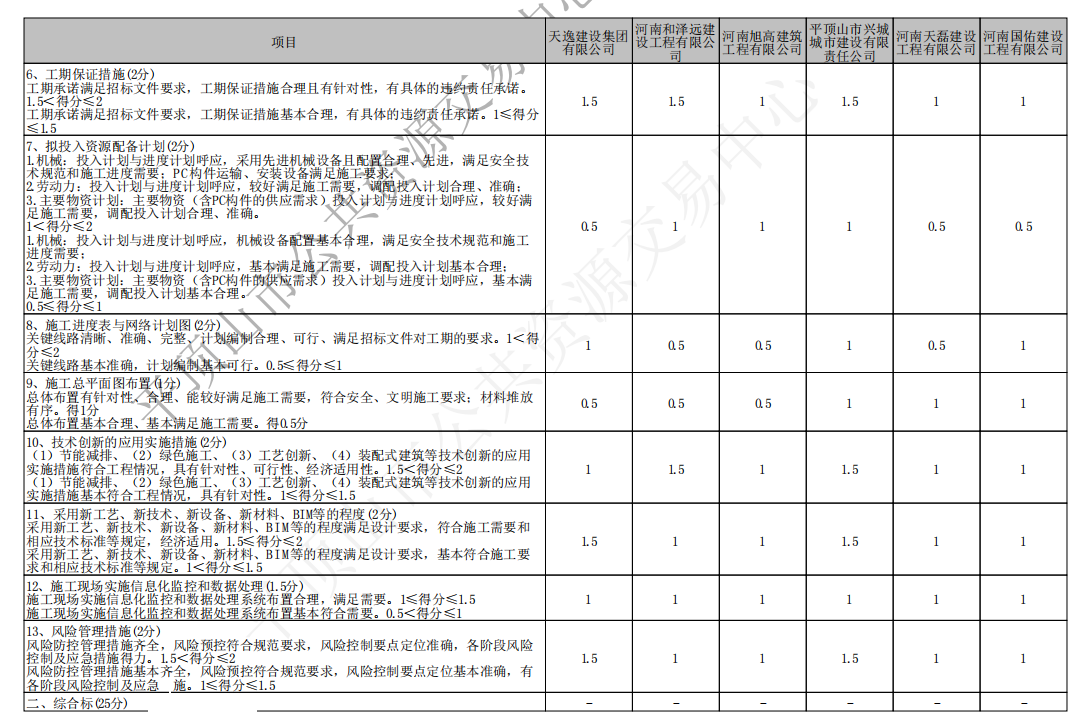 项目
天逸建设集团
有限公司
河南和泽远建
设工程有限公
司
河南旭高建筑
工程有限公司
平顶山市兴城
城市建设有限
责任公司
河南天磊建设
工程有限公司
河南国佑建设
工程有限公司
6、工期保证措施(2分)
工期承诺满足招标文件要求，工期保证措施合理且有针对性，有具体的违约责任承诺。
1.5＜得分≤2
工期承诺满足招标文件要求，工期保证措施基本合理，有具体的违约责任承诺。1≤得分
≤1.5
1.5 1.5 1 1.5 1 1
7、拟投入资源配备计划(2分)
1.机械：投入计划与进度计划呼应，采用先进机械设备且配置合理、先进，满足安全技
术规范和施工进度需要；PC构件运输、安装设备满足施工要求；
2.劳动力：投入计划与进度计划呼应，较好满足施工需要，调配投入计划合理、准确；
3.主要物资计划：主要物资（含PC构件的供应需求）投入计划与进度计划呼应，较好满
足施工需要，调配投入计划合理、准确。
1＜得分≤2
1.机械：投入计划与进度计划呼应，机械设备配置基本合理，满足安全技术规范和施工
进度需要；
2.劳动力：投入计划与进度计划呼应，基本满足施工需要，调配投入计划基本合理；
3.主要物资计划：主要物资（含PC构件的供应需求）投入计划与进度计划呼应，基本满
足施工需要，调配投入计划基本合理。
0.5≤得分≤1
0.5 1 1 1 0.5 0.5
8、施工进度表与网络计划图(2分)
关键线路清晰、准确、完整、计划编制合理、可行、满足招标文件对工期的要求。1＜得
分≤2
关键线路基本准确，计划编制基本可行。0.5≤得分≤1
1 0.5 0.5 1 0.5 1
9、施工总平面图布置(1分)
总体布置有针对性、合理、能较好满足施工需要，符合安全、文明施工要求；材料堆放
有序。得1分
总体布置基本合理、基本满足施工需要。得0.5分
0.5 0.5 0.5 1 1 1
10、技术创新的应用实施措施(2分)
（1）节能减排、（2）绿色施工、（3）工艺创新、（4）装配式建筑等技术创新的应用
实施措施符合工程情况，具有针对性、可行性、经济适用性。1.5＜得分≤2
（1）节能减排、（2）绿色施工、（3）工艺创新、（4）装配式建筑等技术创新的应用
实施措施基本符合工程情况，具有针对性。1≤得分≤1.5
1 1.5 1 1.5 1 1
11、采用新工艺、新技术、新设备、新材料、BIM等的程度(2分)
采用新工艺、新技术、新设备、新材料、BIM等的程度满足设计要求，符合施工需要和
相应技术标准等规定，经济适用。1.5≤得分≤2
采用新工艺、新技术、新设备、新材料、BIM等的程度满足设计要求，基本符合施工要
求和相应技术标准等规定。1＜得分≤1.5
1.5 1 1 1.5 1 1
12、施工现场实施信息化监控和数据处理(1.5分)
施工现场实施信息化监控和数据处理系统布置合理，满足需要。1≤得分≤1.5
施工现场实施信息化监控和数据处理系统布置基本符合需要。0.5＜得分≤1
1 1 1 1 1 1
13、风险管理措施(2分)
风险防控管理措施齐全，风险预控符合规范要求，风险控制要点定位准确，各阶段风险
控制及应急措施得力。1.5＜得分≤2
风险防控管理措施基本齐全，风险预控符合规范要求，风险控制要点定位基本准确，有
各阶段风险控制及应急 施。1≤得分≤1.5
1.5 1 1 1.5 1 1
二、综合标(25分)
– – – – – –
平顶山市公共资源交易中心
平顶山市公共资源交易中心